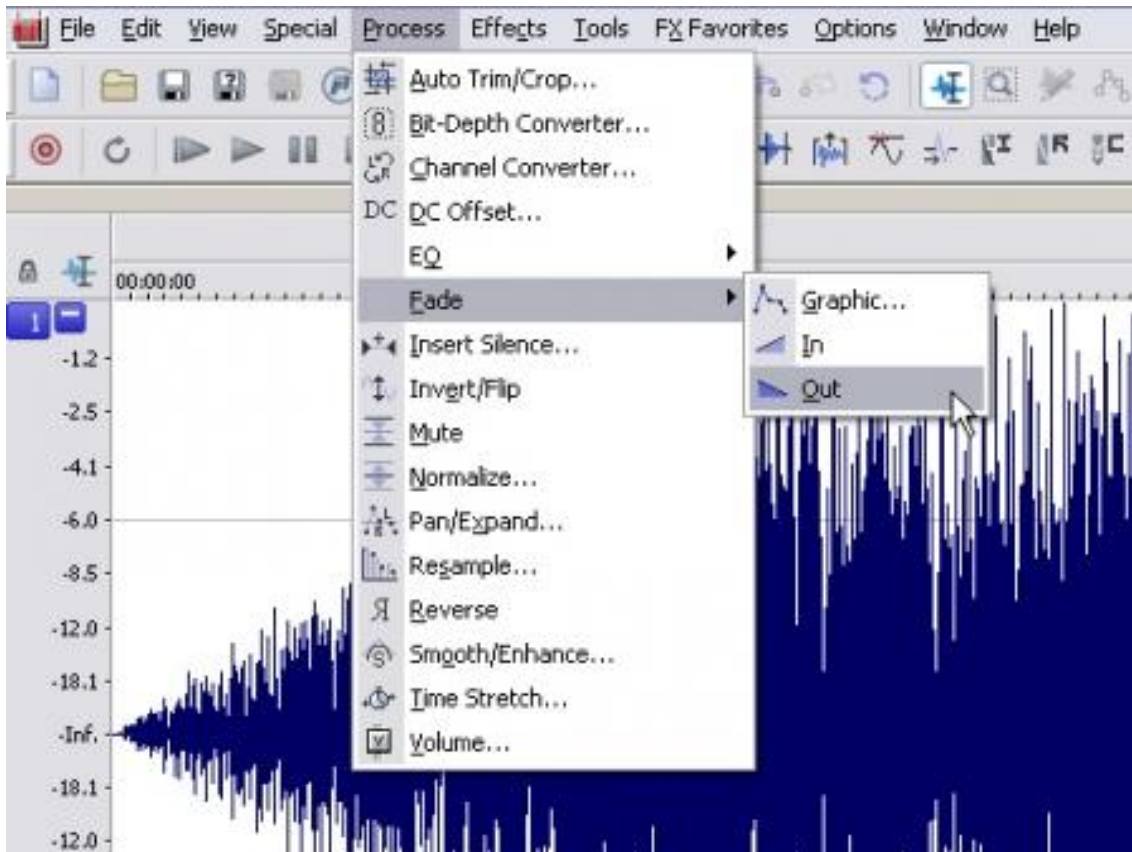 File Edit View Special Process Effects Tools FX Favorites Options Window Help
Auto Trim/Crop...
Bit-Depth Converter...
Channel Converter...
DC DC Offset...
EQ
00:00:00
Fade
Graphic...
1
Insert Silence...
In
-1.2
Invert/Flip
Out
-2.5
Mute
-4.1
Normalize...
-6.0
Pan/Expand...
-8.5
Resample...
Reverse
-12.0
Smooth/Enhance...
-18.1
Time Stretch...
-Inf.
Volume...
-18.1
-12.0